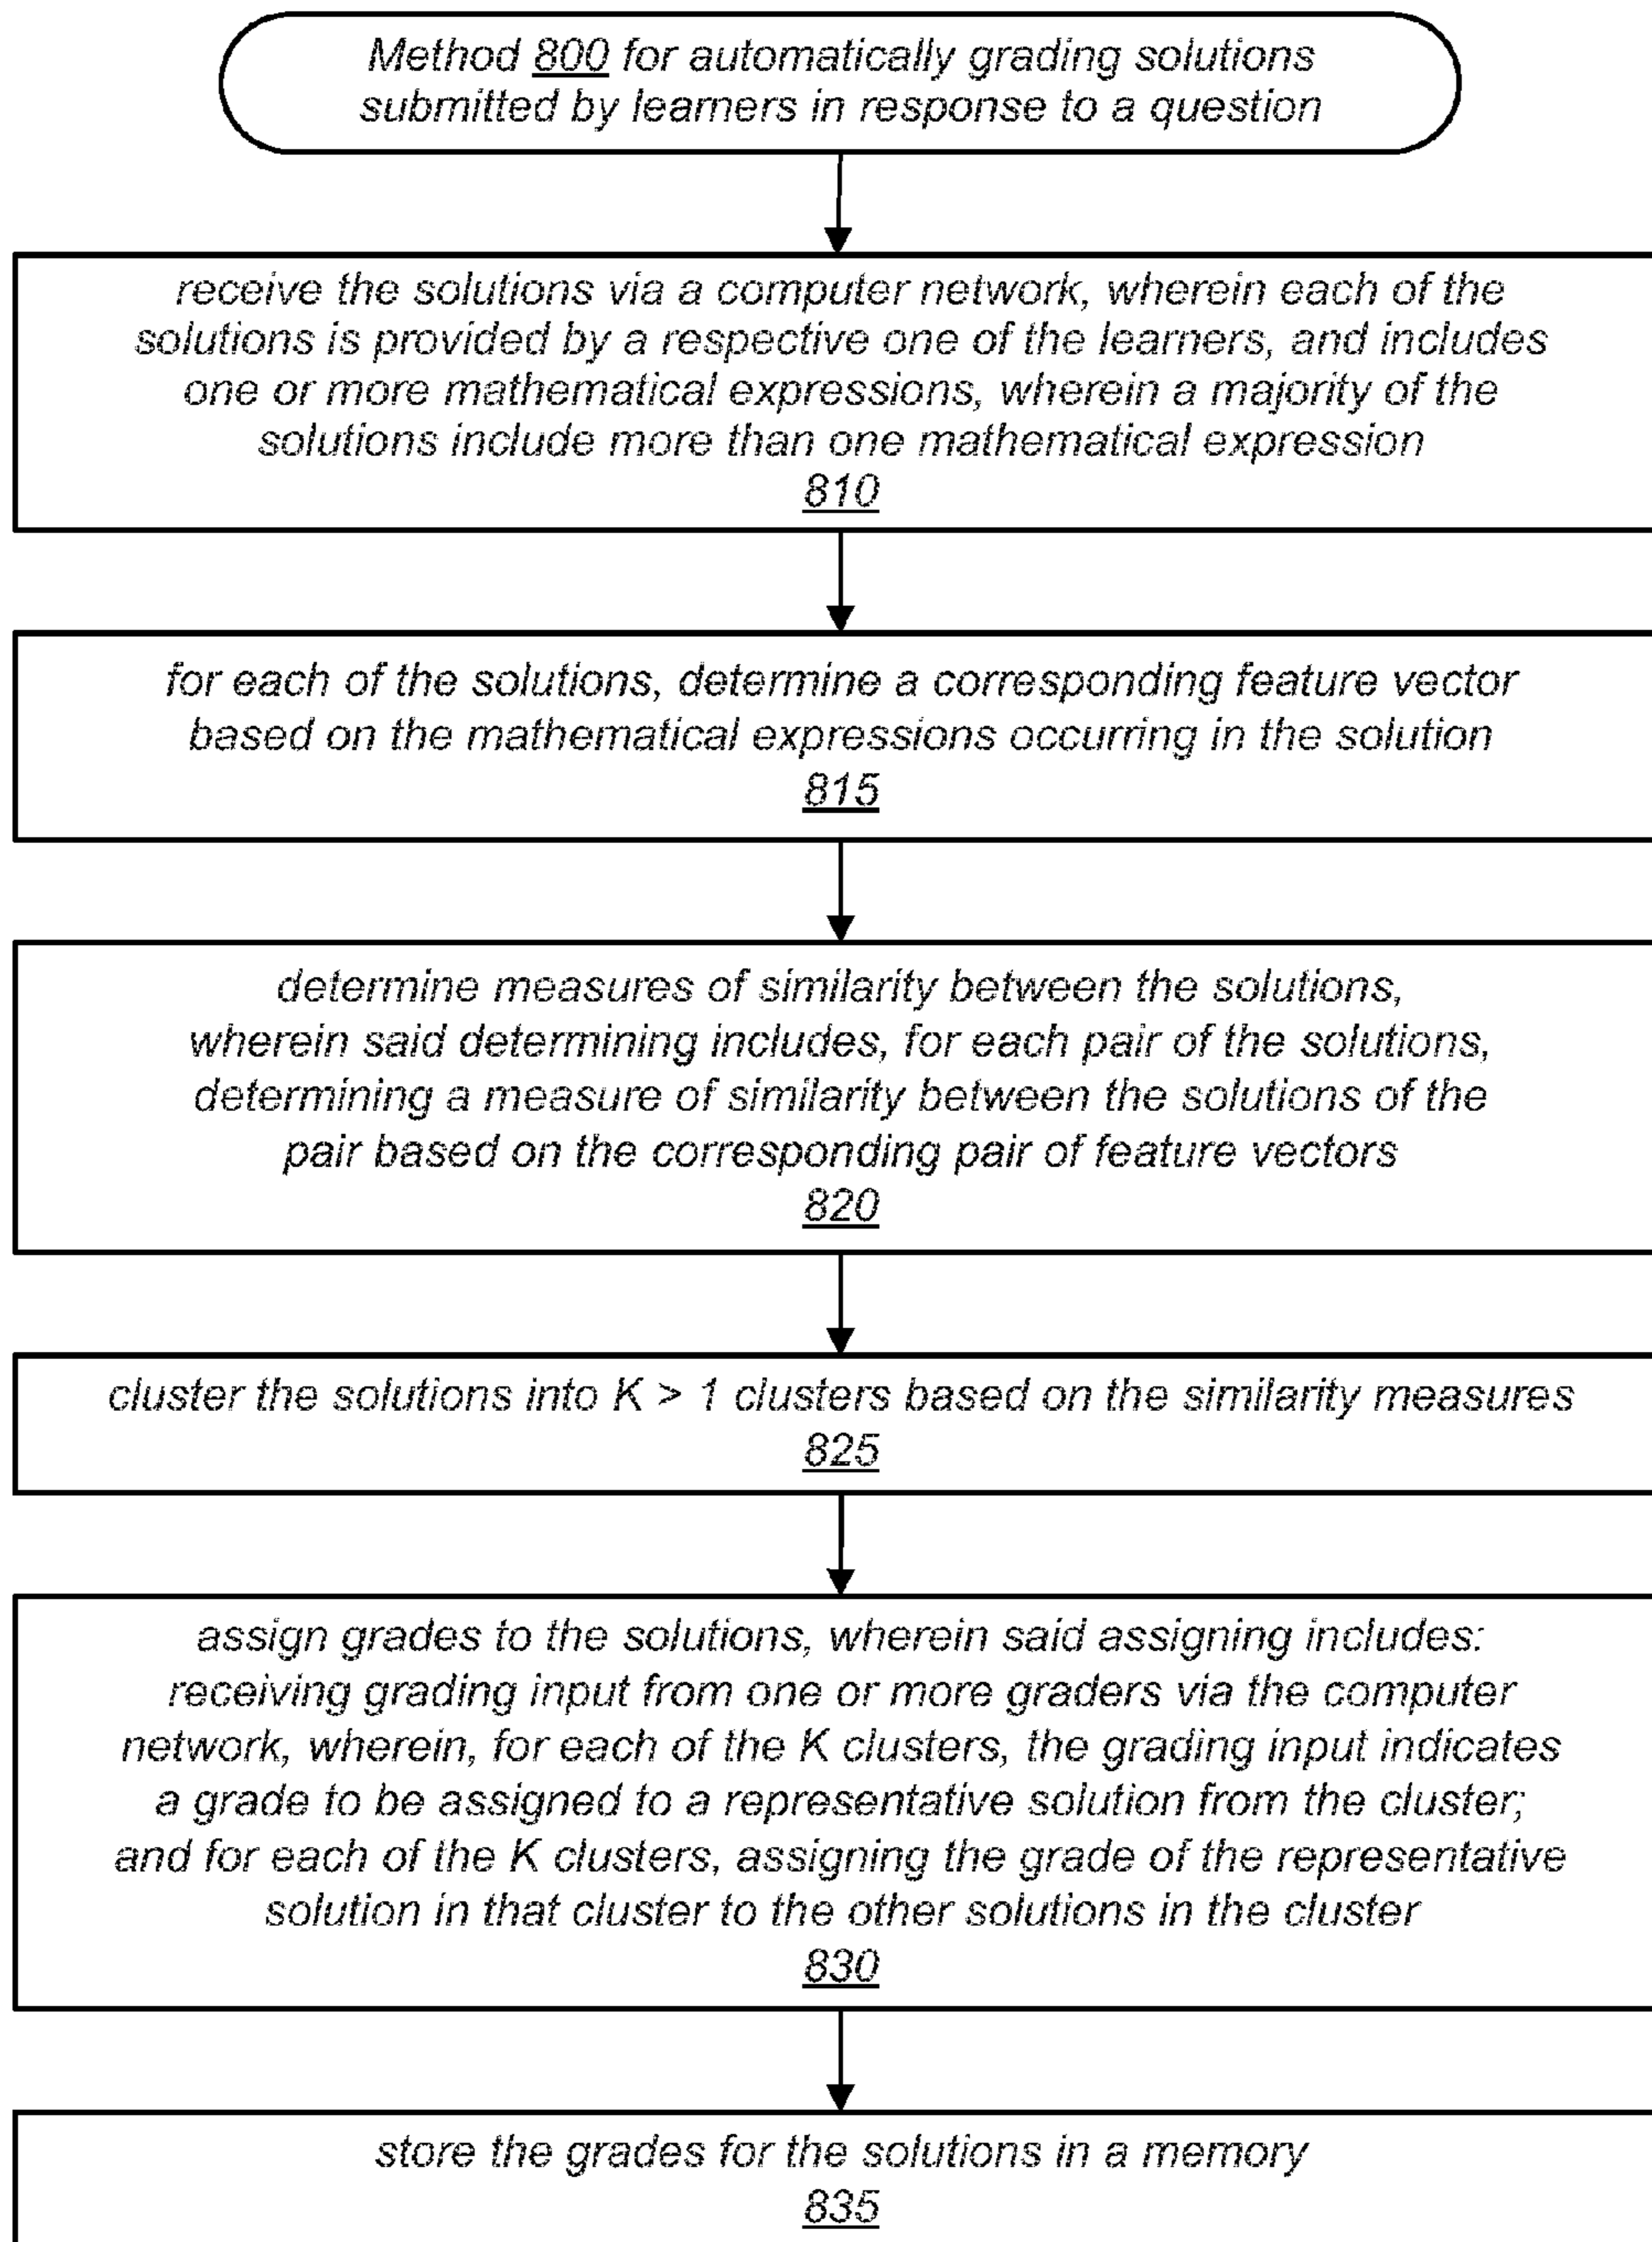 Method 800 for automatically grading solutions
submitted by learners in response to a question
receive the solutions via a computer network, wherein each of the
solutions is provided by a respective one of the learners, and includes
one or more mathematical expressions, wherein a majority of the
solutions include more than one mathematical expression
810
for each of the solutions, determine a corresponding feature vector
based on the mathematical expressions occurring in the solution
815
determine measures of similarity between the solutions,
wherein said determining includes, for each pair of the solutions,
determining a measure of similarity between the solutions of the
pair based on the corresponding pair of feature vectors
820
cluster the solutions into K > 1 clusters based on the similarity measures
825
assign grades to the solutions, wherein said assigning includes:
receiving grading input from one or more graders via the computer
network, wherein, for each of the K clusters, the grading input indicates
a grade to be assigned to a representative solution from the cluster;
and for each of the K clusters, assigning the grade of the representative
solution in that cluster to the other solutions in the cluster
830
store the grades for the solutions in a memory
835